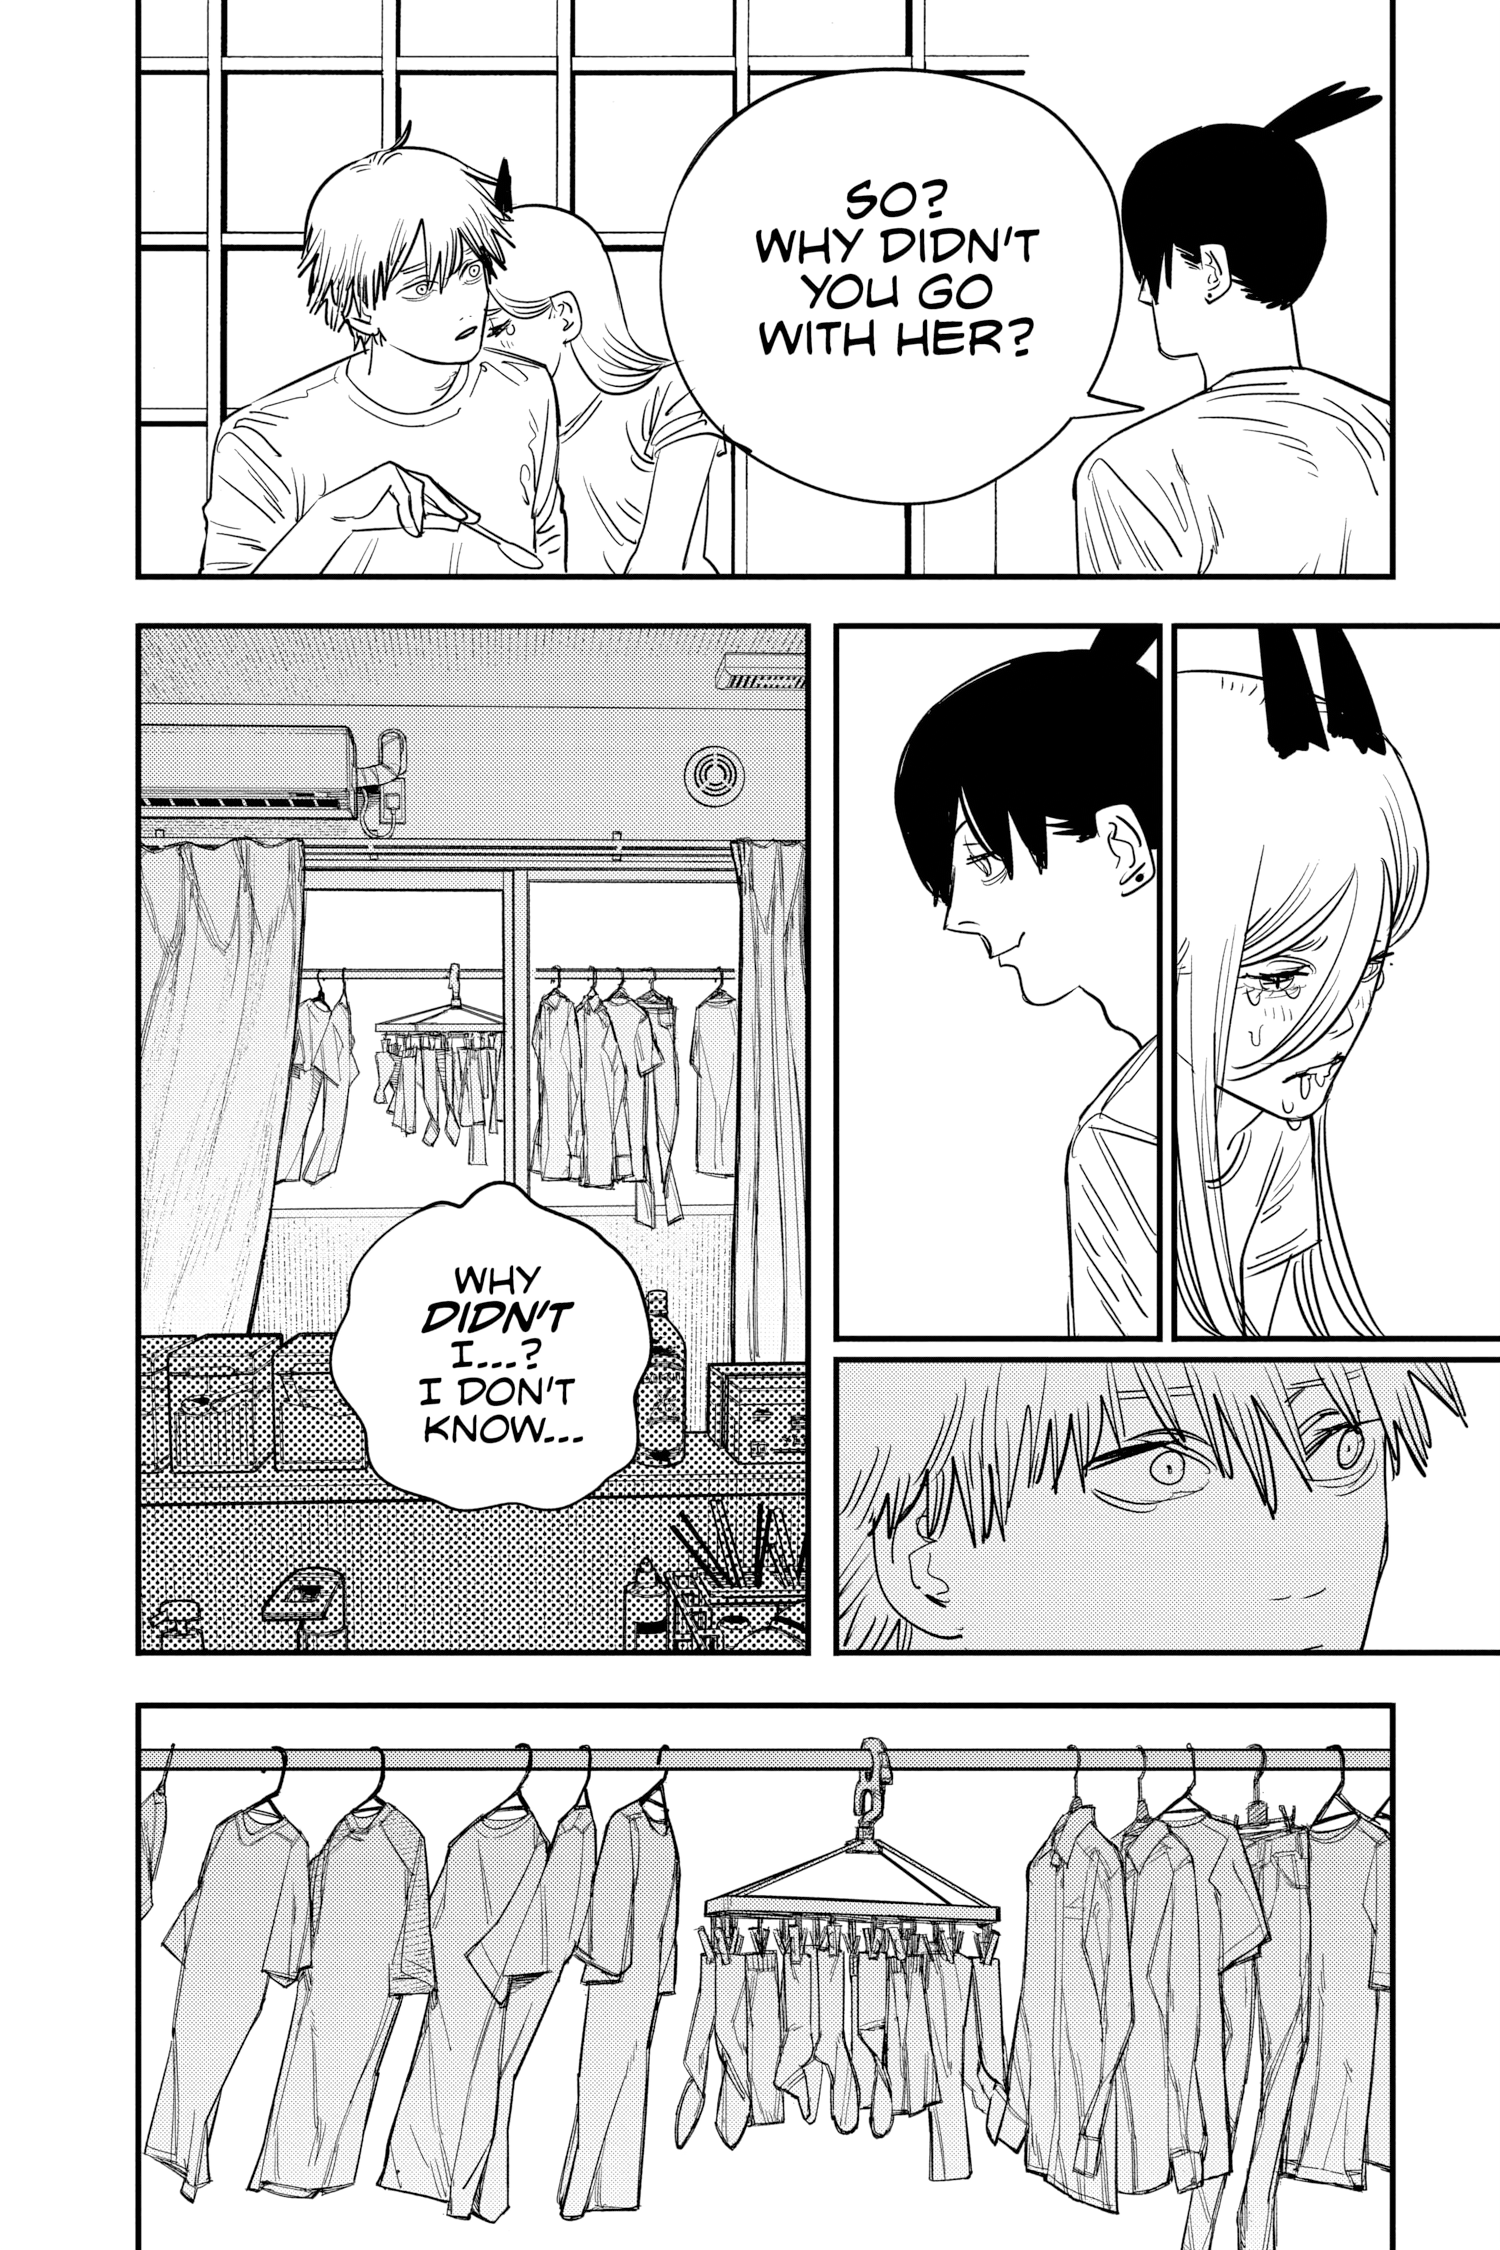 SO?
WHY DIDN'T
YOU GO
WITH HER?
WHY
DIDN'T
I...?
I DON'T
KNOW...